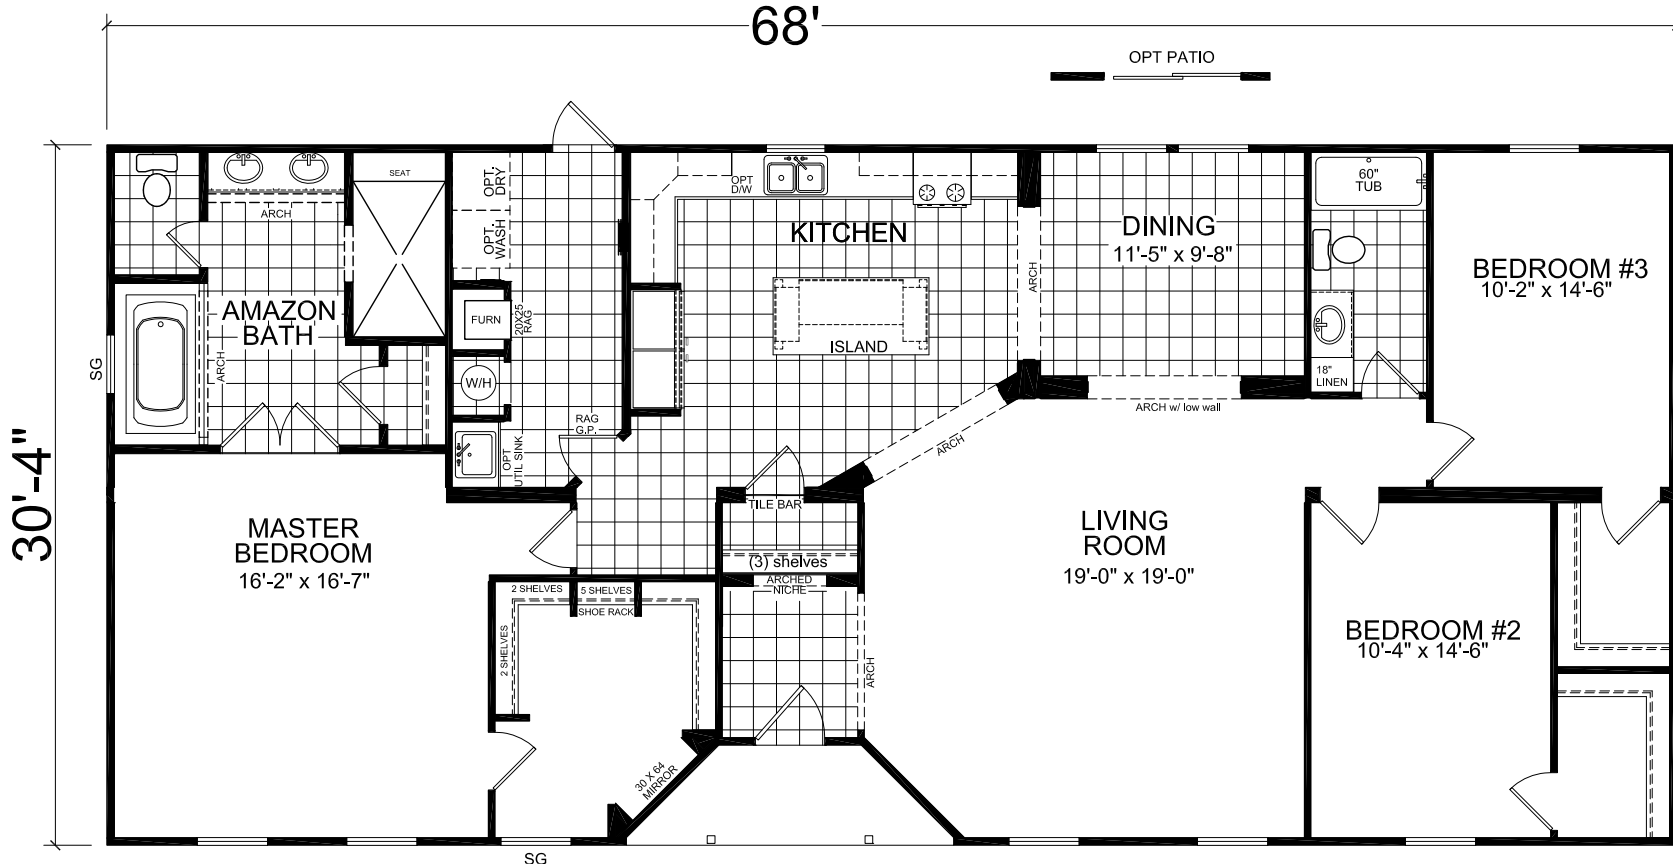 68'
OPT PATIO
30'-4"
SEAT
ARCH
AMAZON
BATH
ARCH
SG
OPT.
DRY
OPT.
WASH
FURN
20X25
RAG
W/H
OPT
UTIL SINK
RAG
G.P.
OPT
D/W
KITCHEN
ISLAND
ARCH
DINING
11'-5" x 9'-8"
ARCH w/ low wall
ARCH
60"
TUB
18"
LINEN
BEDROOM #3
10'-2" x 14'-6"
MASTER
BEDROOM
16'-2" x 16'-7"
TILE BAR
(3) shelves
ARCHED
NICHE
ARCH
2 SHELVES
5 SHELVES
SHOE RACK
2 SHELVES
30 X 64
MIRROR
LIVING
ROOM
19'-0" x 19'-0"
BEDROOM #2
10'-4" x 14'-6"
SG